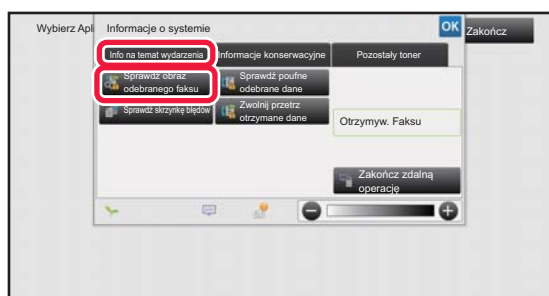 Wybierz Apl
Informacje o systemie
OK
Zakończ
Info na temat wydarzenia
Informacje konserwacyjne
Pozostały toner
Sprawdź obraz
odebranego faksu
Sprawdź poufne
odebrane dane
Sprawdź skrzynkę błędów
Zwolnij przetrz
otrzymane dane
Otrzymyw. Faksu
Zakończ zdalną
operację